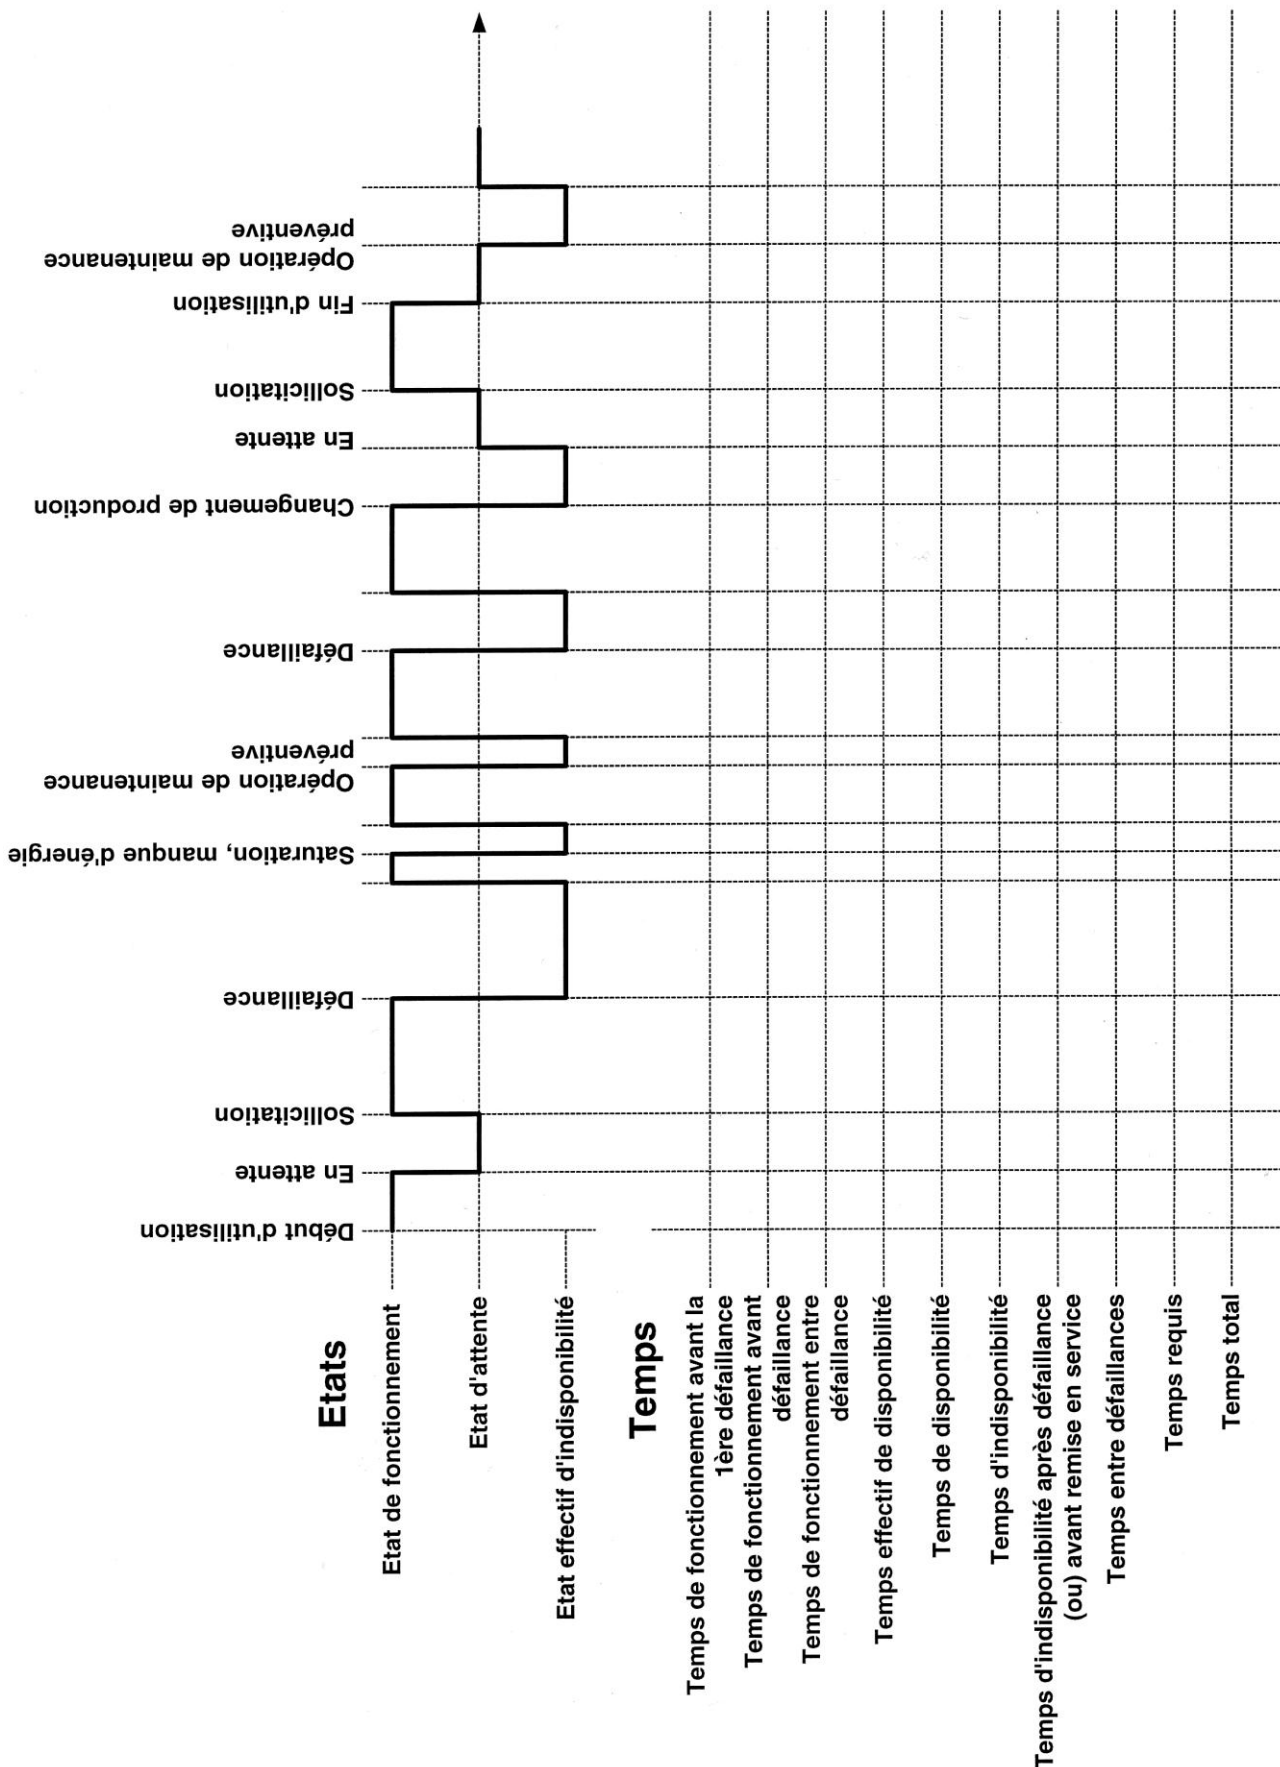 Début d'utilisation
En attente
Sollicitation
Défaillance
Saturation, manque d'énergie
Opération de maintenance
préventive
Défaillance
Changement de production
En attente
Sollicitation
Fin d'utilisation
Opération de maintenance
préventive
Etats
Etat de fonctionnement
Etat d'attente
Etat effectif d'indisponibilité
Temps
Temps de fonctionnement avant la
1ère défaillance
Temps de fonctionnement avant
défaillance
Temps de fonctionnement entre
défaillance
Temps effectif de disponibilité
Temps de disponibilité
Temps d'indisponibilité
Temps d'indisponibilité après défaillance
(ou) avant remise en service
Temps entre défaillances
Temps requis
Temps total